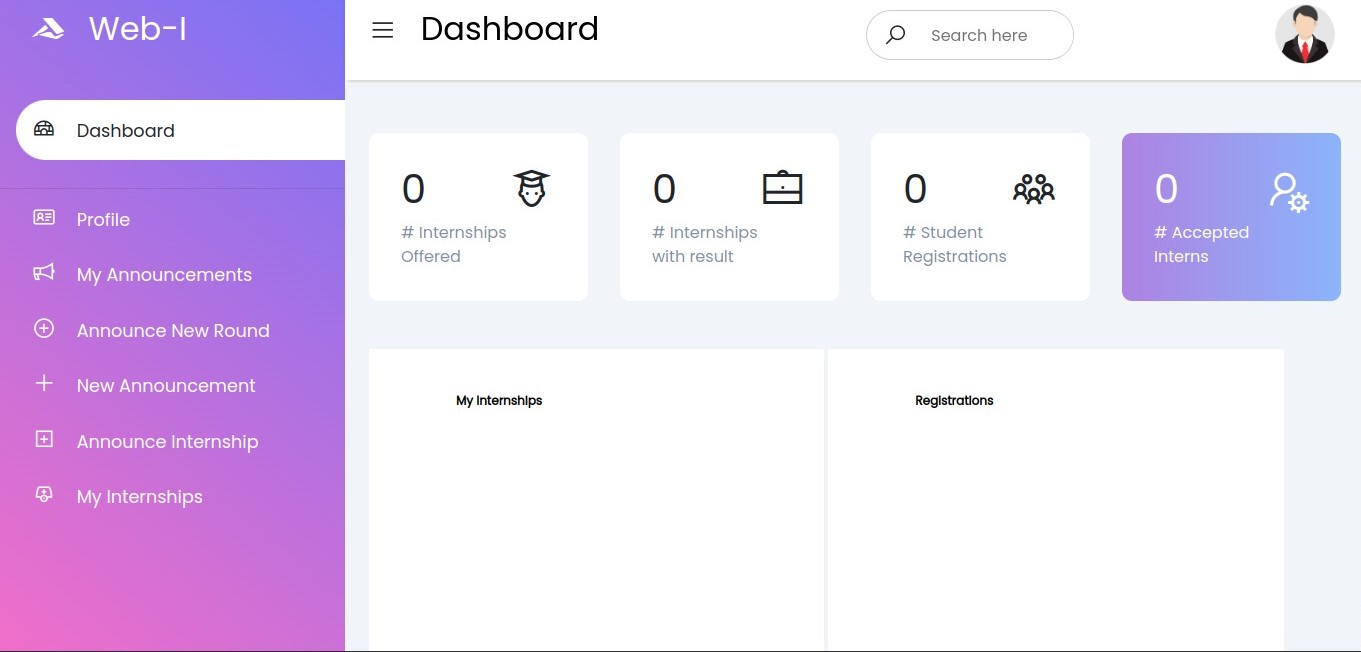 Web-I
Dashboard
Search here
Dashboard
Profile
My Announcements
Announce New Round
New Announcement
Announce Internship
My Internships
0
# Internships
Offered
0
# Internships
with result
0
# Student
Registrations
0
# Accepted
Interns
My Internships
Registrations